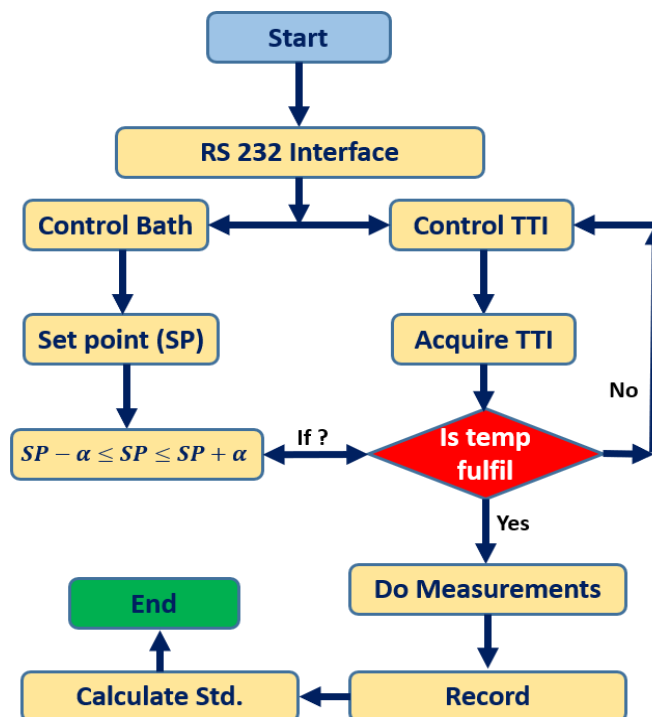 Start
RS 232 Interface
Control Bath
Control TTI
Set point (SP)
Acquire TTI
No
SP − α ≤ SP ≤ SP + α
If ?
Is temp
fulfil
Yes
Do Measurements
End
Calculate Std.
Record